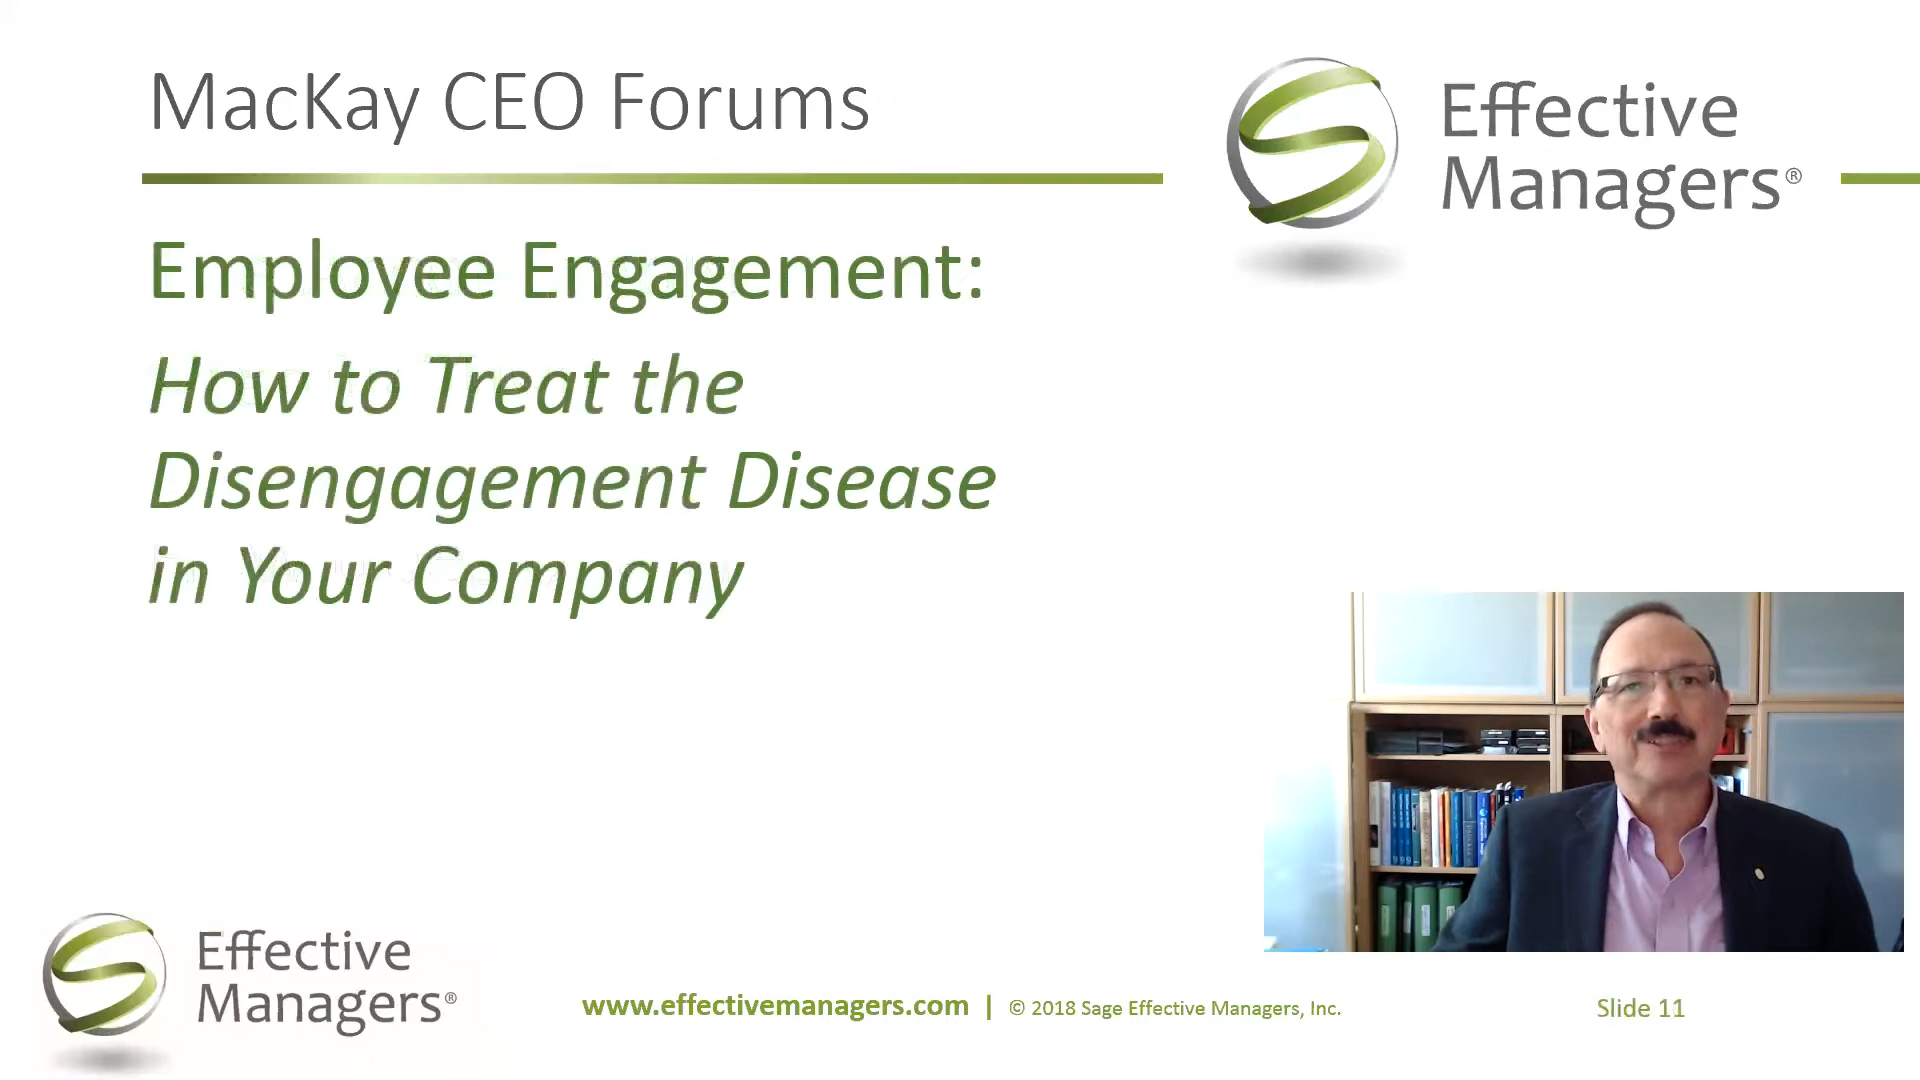 MacKay CEO Forums
Effective
Managers®
Employee Engagement:
How to Treat the
Disengagement Disease
in Your Company
Effective
Managers®
www.effectivemanagers.com | © 2018 Sage Effective Managers, Inc.
Slide 11